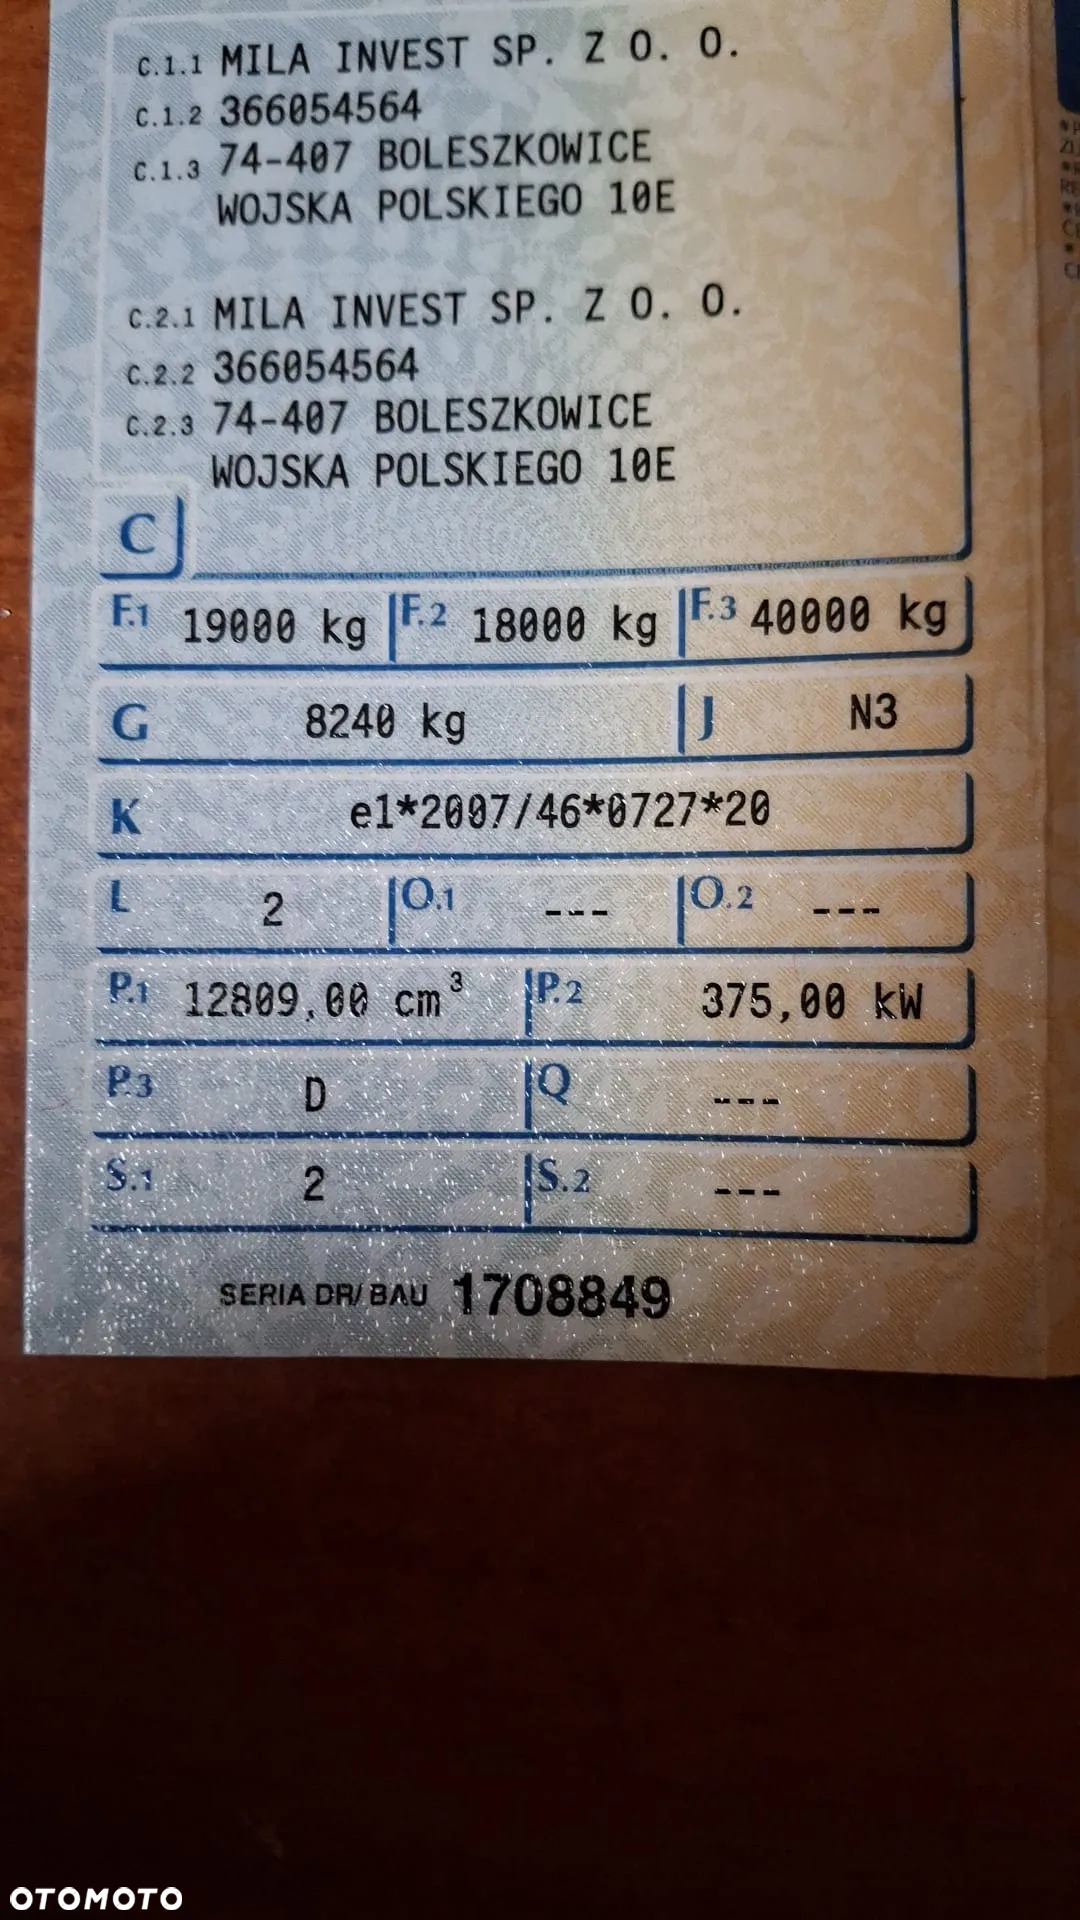 C.1.1 MILA INVEST SP. Z O. O.
C.1.2 366054564
C.1.3 74-407 BOLESZKOWICE
WOJSKA POLSKIEGO 10E
C.2.1 MILA INVEST SP. Z O. O.
C.2.2 366054564
C.2.3 74-407 BOLESZKOWICE
WOJSKA POLSKIEGO 10E
C
F.1 19000 kg F.2 18000 kg F.3 40000 kg
G 8240 kg J N3
K e1*2007/46*0727*20
L 2 O.1 --- O.2 ---
P.1 12809,00 cm³ P.2 375,00 kW
P.3 D Q ---
S.1 2 S.2 ---
SERIA DR/BAU 1708849
OTOMOTO